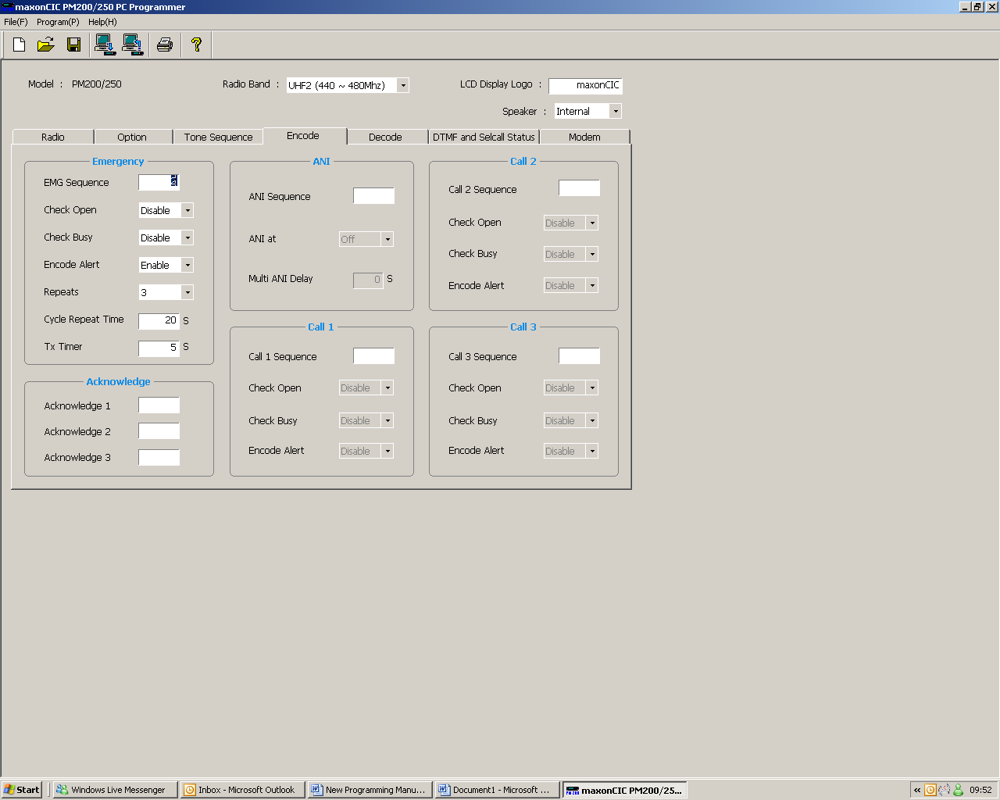 maxonCIC PM200/250 PC Programmer
File(F) Program(P) Help(H)
Model : PM200/250 Radio Band : UHF2 (440 ~ 480Mhz) LCD Display Logo : maxonCIC
Speaker : Internal
Radio Option Tone Sequence Encode Decode DTMF and Selcall Status Modem
Emergency
EMG Sequence
Check Open Disable
Check Busy Disable
Encode Alert Enable
Repeats 3
Cycle Repeat Time 20 S
Tx Timer 5 S
Acknowledge
Acknowledge 1
Acknowledge 2
Acknowledge 3
ANI
ANI Sequence
ANI at Off
Multi ANI Delay 0 S
Call 1
Call 1 Sequence
Check Open Disable
Check Busy Disable
Encode Alert Disable
Call 2
Call 2 Sequence
Check Open Disable
Check Busy Disable
Encode Alert Disable
Call 3
Call 3 Sequence
Check Open Disable
Check Busy Disable
Encode Alert Disable
Start Windows Live Messenger Inbox - Microsoft Outlook New Programming Manu... Document1 - Microsoft ... maxonCIC PM200/25... 09:52